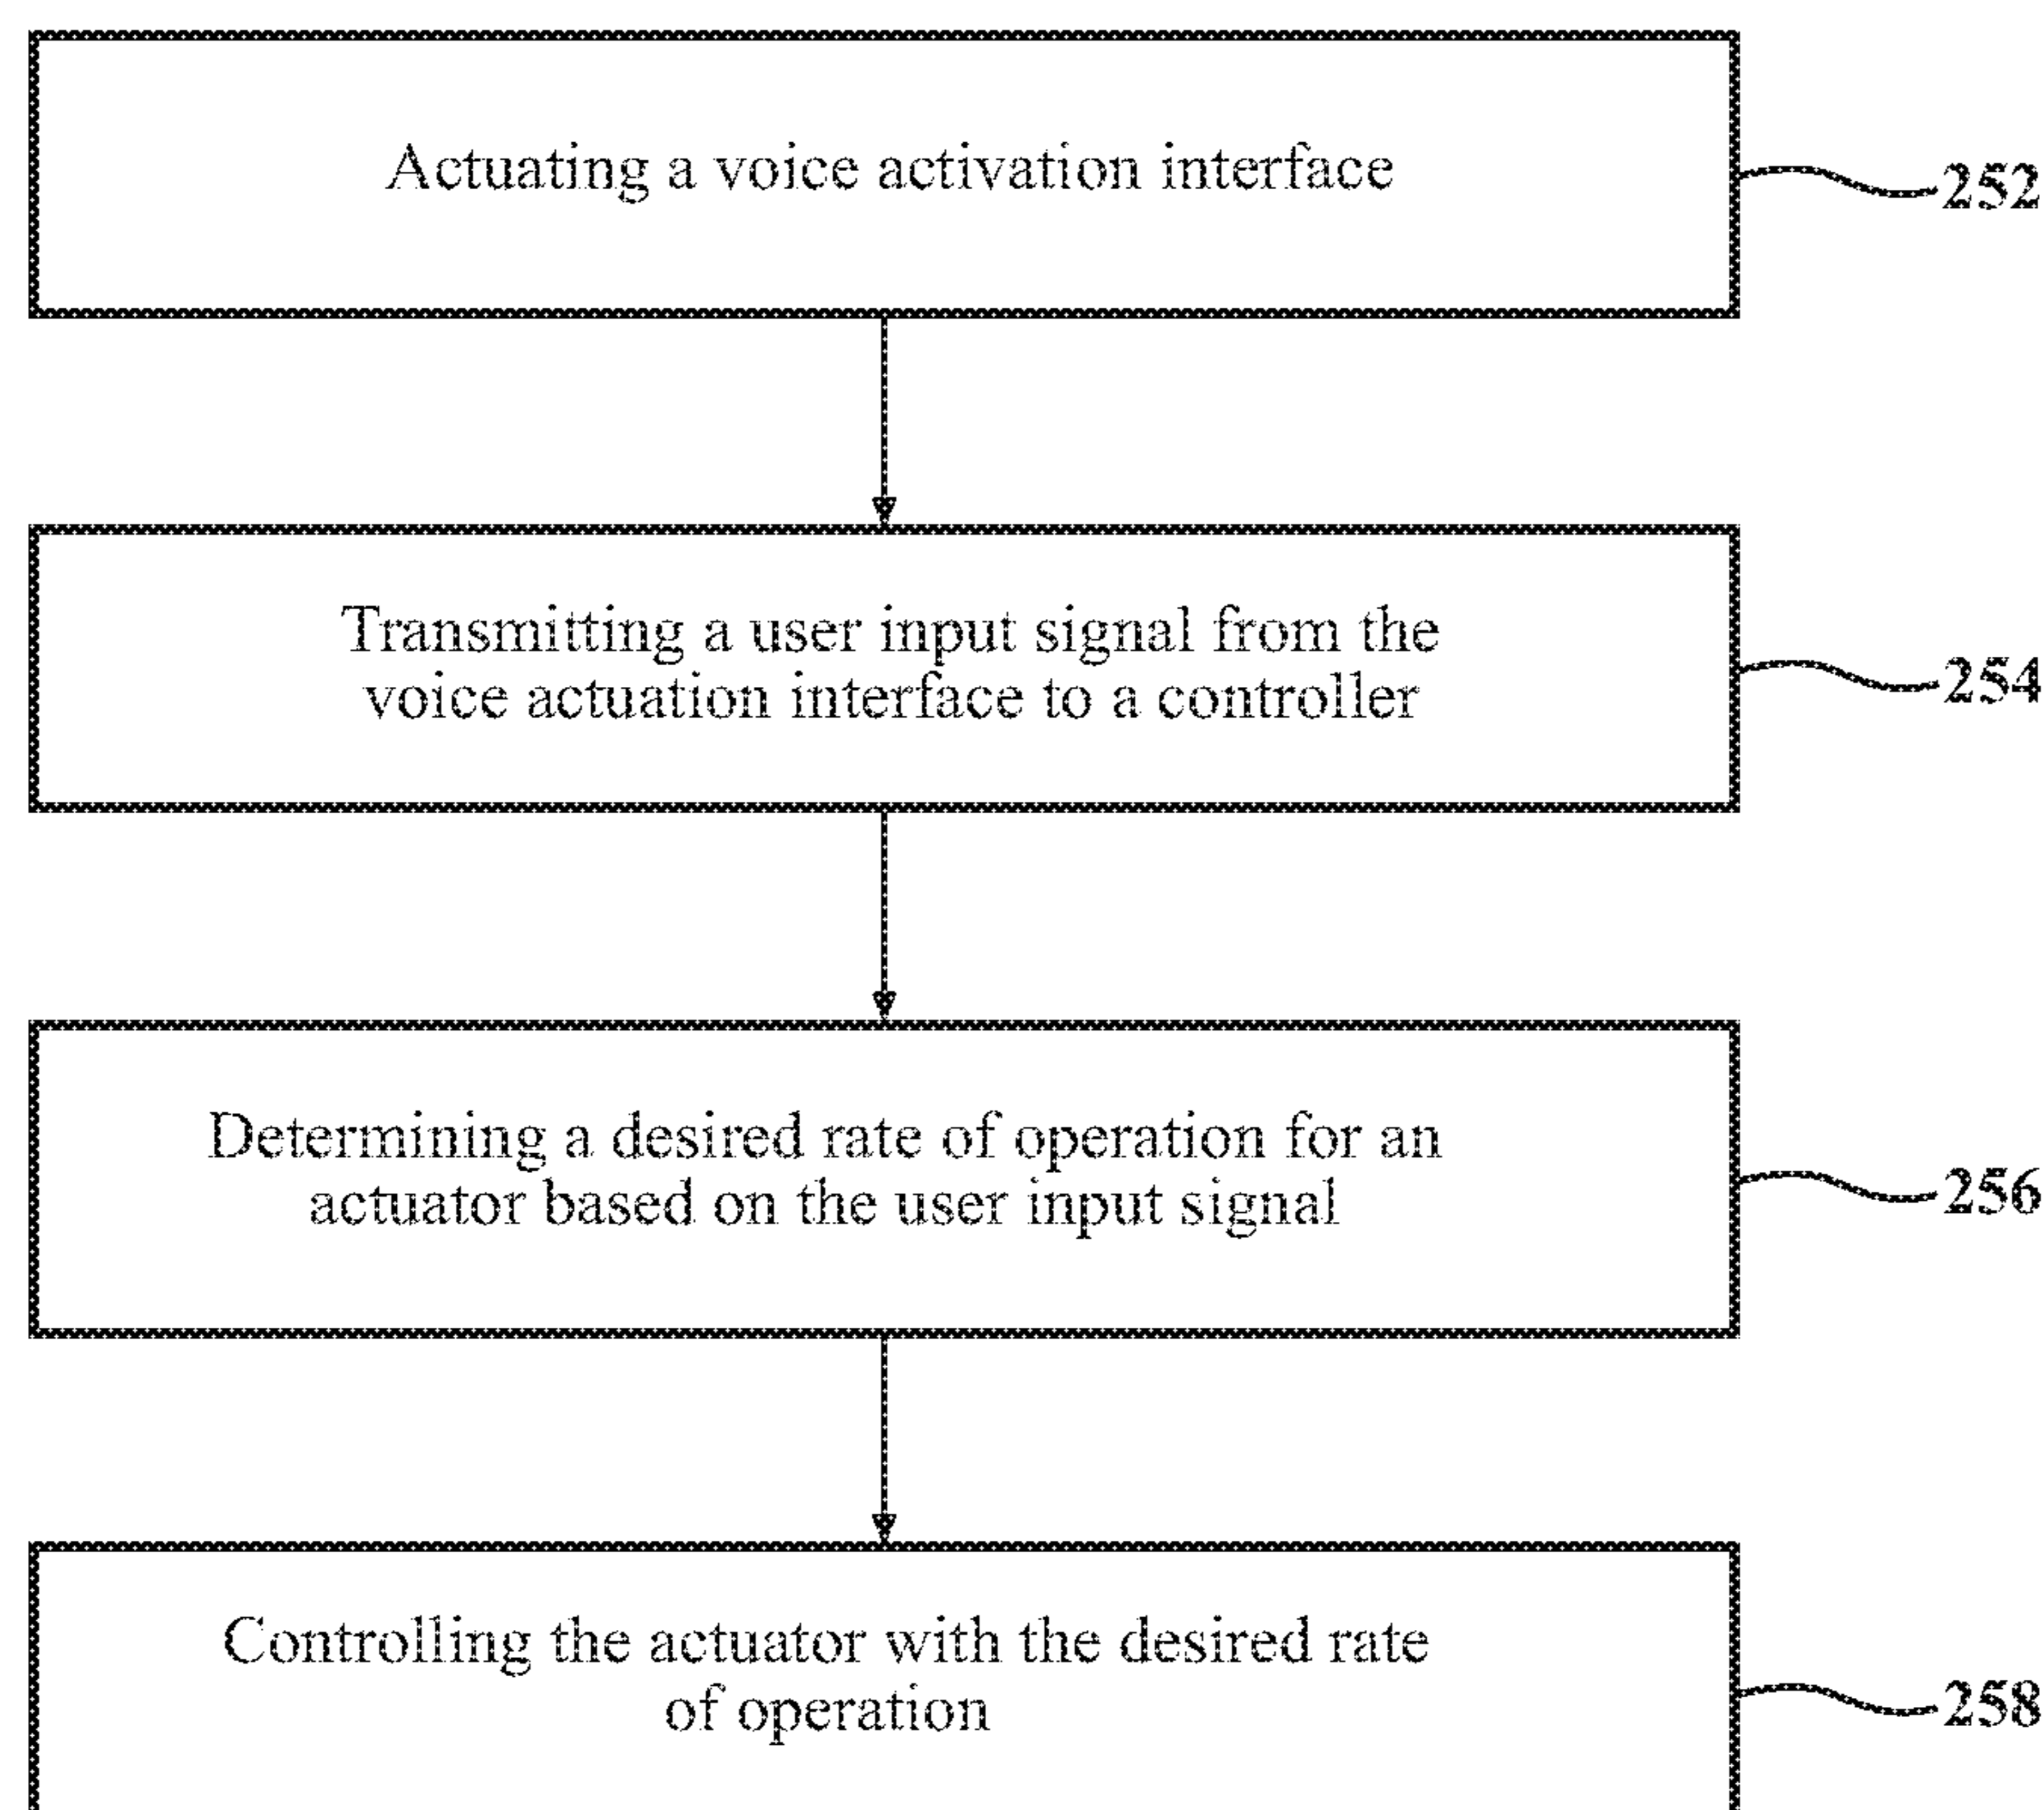 Actuating a voice activation interface
252
Transmitting a user input signal from the
voice actuation interface to a controller
254
Determining a desired rate of operation for an
actuator based on the user input signal
256
Controlling the actuator with the desired rate
of operation
258